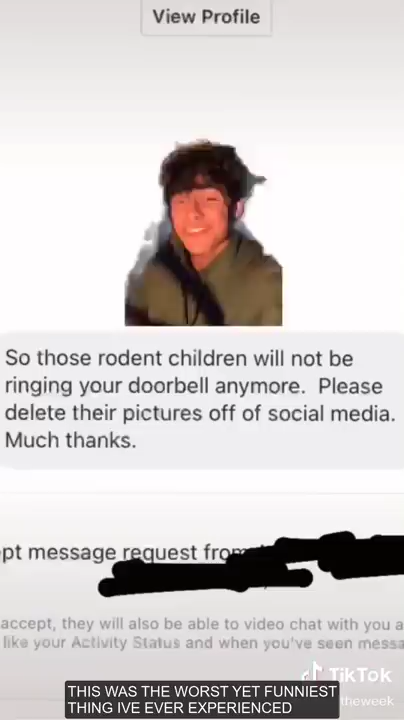 View Profile
So those rodent children will not be
ringing your doorbell anymore. Please
delete their pictures off of social media.
Much thanks.
pt message request from
accept, they will also be able to video chat with you a
like your Activity Status and when you've seen messa
TikTok
theweek
THIS WAS THE WORST YET FUNNIEST
THING IVE EVER EXPERIENCED